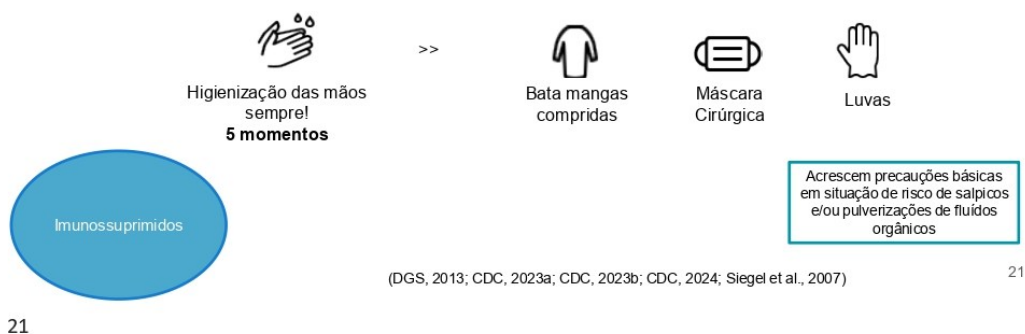 Higienização das mãos
sempre!
5 momentos
>>
Bata mangas
compridas
Máscara
Cirúrgica
Luvas
Imunossuprimidos
Acrescem precauções básicas
em situação de risco de salpicos
e/ou pulverizações de fluídos
orgânicos
(DGS, 2013; CDC, 2023a; CDC, 2023b; CDC, 2024; Siegel et al., 2007)
21
21